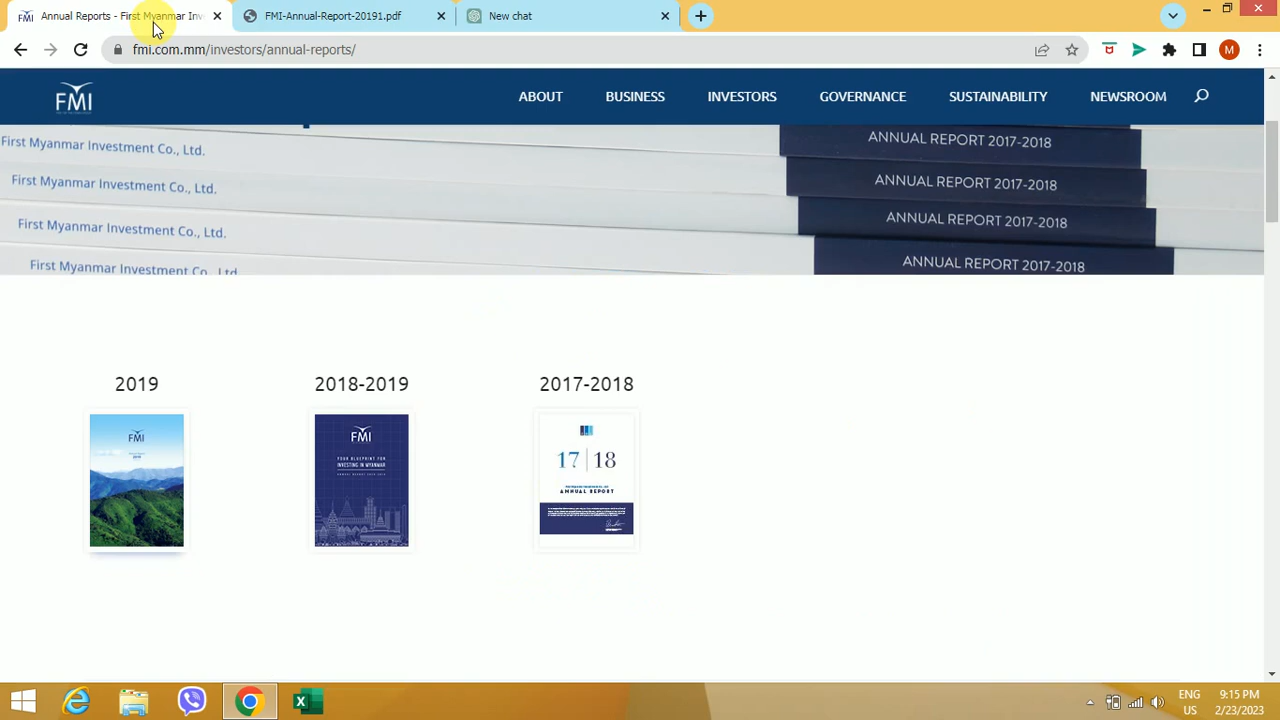 Annual Reports - First Myanmar Inv
FMI-Annual-Report-20191.pdf
New chat
fmi.com.mm/investors/annual-reports/
M
FMI
ABOUT
BUSINESS
INVESTORS
GOVERNANCE
SUSTAINABILITY
NEWSROOM
First Myanmar Investment Co., Ltd.
ANNUAL REPORT 2017-2018
First Myanmar Investment Co., Ltd.
ANNUAL REPORT 2017-2018
First Myanmar Investment Co., Ltd.
ANNUAL REPORT 2017-2018
First Myanmar Investment Co., Ltd.
ANNUAL REPORT 2017-2018
2019
2018-2019
2017-2018
FMI
FMI
YOUR BLUEPRINT FOR
INVESTING IN MYANMAR
17 | 18
ANNUAL REPORT
ENG
US
9:15 PM
2/23/2023